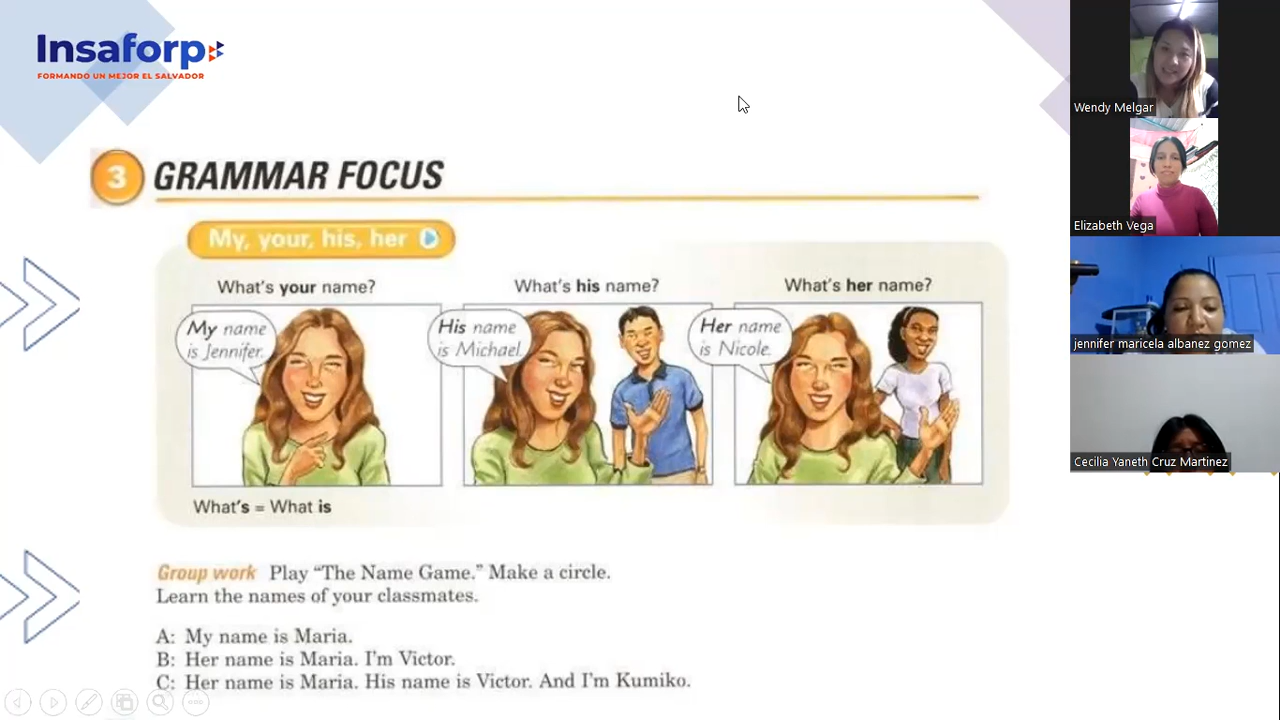 Insaforp
FORMANDO UN MEJOR EL SALVADOR
3 GRAMMAR FOCUS
My, your, his, her
What's your name?
My name
is Jennifer.
What's his name?
His name
is Michael.
What's her name?
Her name
is Nicole.
What's = What is
Group work Play “The Name Game.” Make a circle.
Learn the names of your classmates.
A: My name is Maria.
B: Her name is Maria. I'm Victor.
C: Her name is Maria. His name is Victor. And I'm Kumiko.
Wendy Melgar
Elizabeth Vega
jennifer maricela albanez gomez
Cecilia Yaneth Cruz Martinez